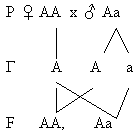 P ♀ AA x ♂ Aa
Г A A a
F AA, Aa